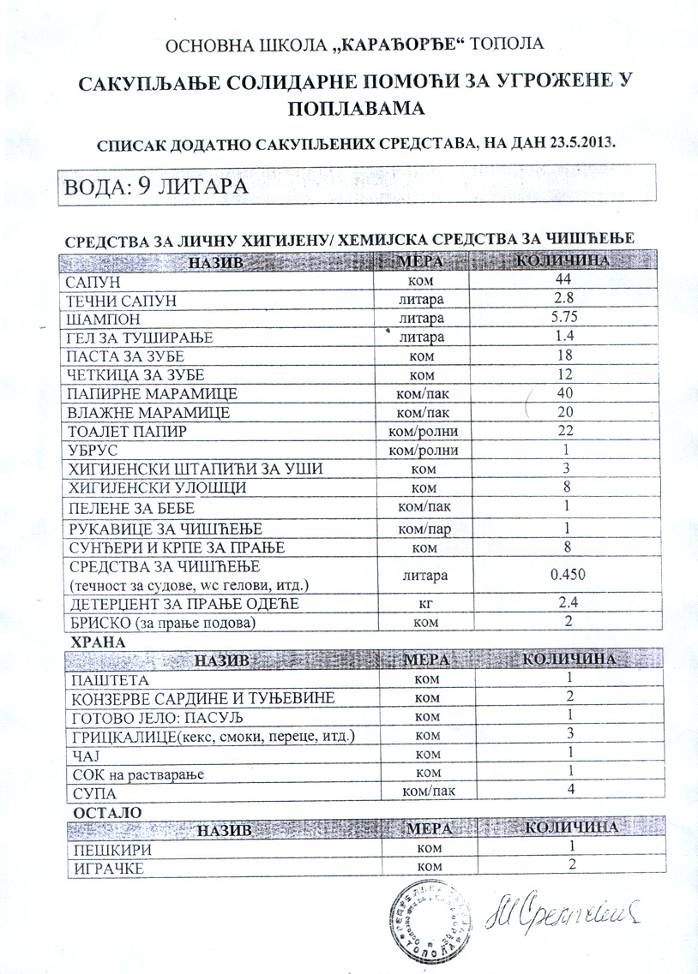 ОСНОВНА ШКОЛА „КАРАЂОРЂЕ“ ТОПОЛА
САКУПЉАЊЕ СОЛИДАРНЕ ПОМОЋИ ЗА УГРОЖЕНЕ У
ПОПЛАВАМА
СПИСАК ДОДАТНО САКУПЉЕНИХ СРЕДСТАВА, НА ДАН 23.5.2013.
ВОДА: 9 ЛИТАРА
СРЕДСТВА ЗА ЛИЧНУ ХИГИЈЕНУ/ ХЕМИЈСКА СРЕДСТВА ЗА ЧИШЋЕЊЕ
НАЗИВ МЕРА КОЛИЧИНА
САПУН ком 44
ТЕЧНИ САПУН литара 2.8
ШАМПОН литара 5.75
ГЕЛ ЗА ТУШИРАЊЕ литара 1.4
ПАСТА ЗА ЗУБЕ ком 18
ЧЕТКИЦА ЗА ЗУБЕ ком 12
ПАПИРНЕ МАРАМИЦЕ ком/пак 40
ВЛАЖНЕ МАРАМИЦЕ ком/пак 20
ТОАЛЕТ ПАПИР ком/ролни 22
УБРУС ком/ролни 1
ХИГИЈЕНСКИ ШТАПИЋИ ЗА УШИ ком 3
ХИГИЈЕНСКИ УЛОШЦИ ком 8
ПЕЛЕНЕ ЗА БЕБЕ ком/пак 1
РУКАВИЦЕ ЗА ЧИШЋЕЊЕ ком/пар 1
СУНЂЕРИ И КРПЕ ЗА ПРАЊЕ ком 8
СРЕДСТВА ЗА ЧИШЋЕЊЕ
(течност за судове, wc гелови, итд.) литара 0.450
ДЕТЕРЏЕНТ ЗА ПРАЊЕ ОДЕЋЕ кг 2.4
БРИСКО (за прање подова) ком 2
ХРАНА
НАЗИВ МЕРА КОЛИЧИНА
ПАШТЕТА ком 1
КОНЗЕРВЕ САРДИНЕ И ТУЊЕВИНЕ ком 2
ГОТОВО ЈЕЛО: ПАСУЉ ком 1
ГРИЦКАЛИЦЕ(кекс, смоки, переце, итд.) ком 3
ЧАЈ ком 1
СОК на растварање ком 1
СУПА ком/пак 4
ОСТАЛО
НАЗИВ МЕРА КОЛИЧИНА
ПЕШКИРИ ком 1
ИГРАЧКЕ ком 2
ТОПОЛА